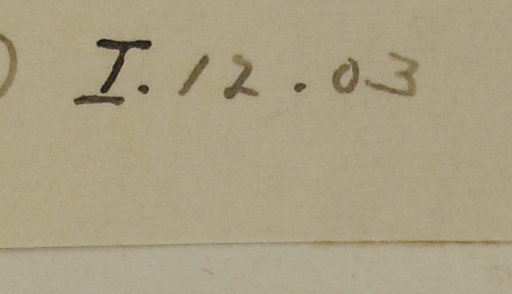 ) I. 12 . 03